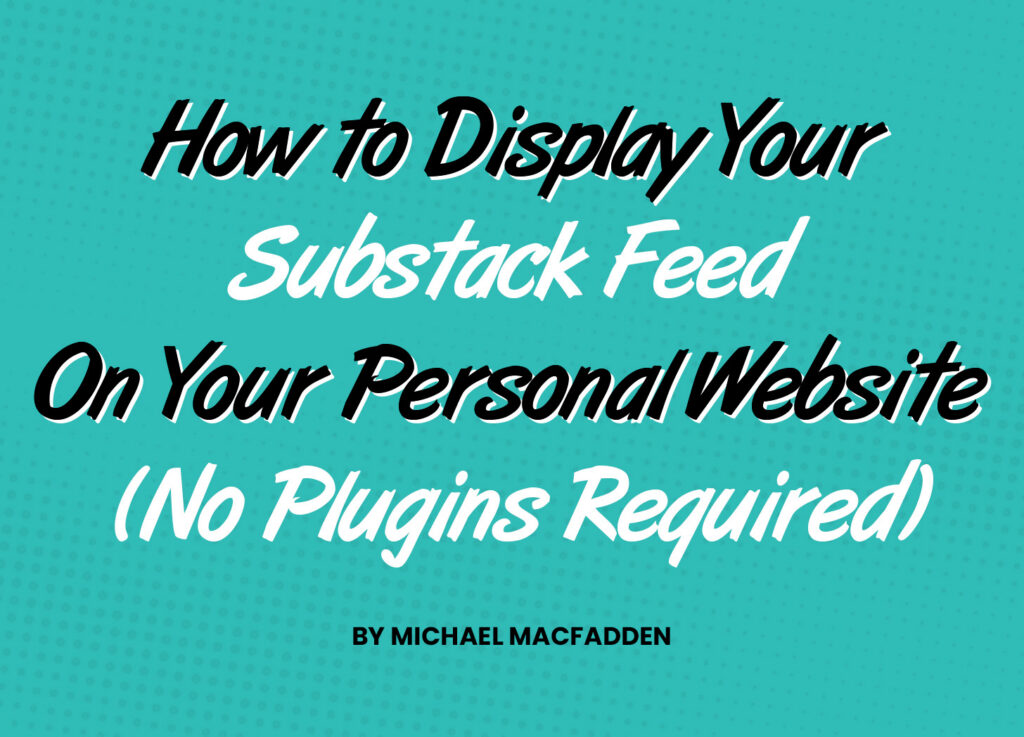 How to Display Your
Substack Feed
On Your Personal Website
(No Plugins Required)
BY MICHAEL MACFADDEN